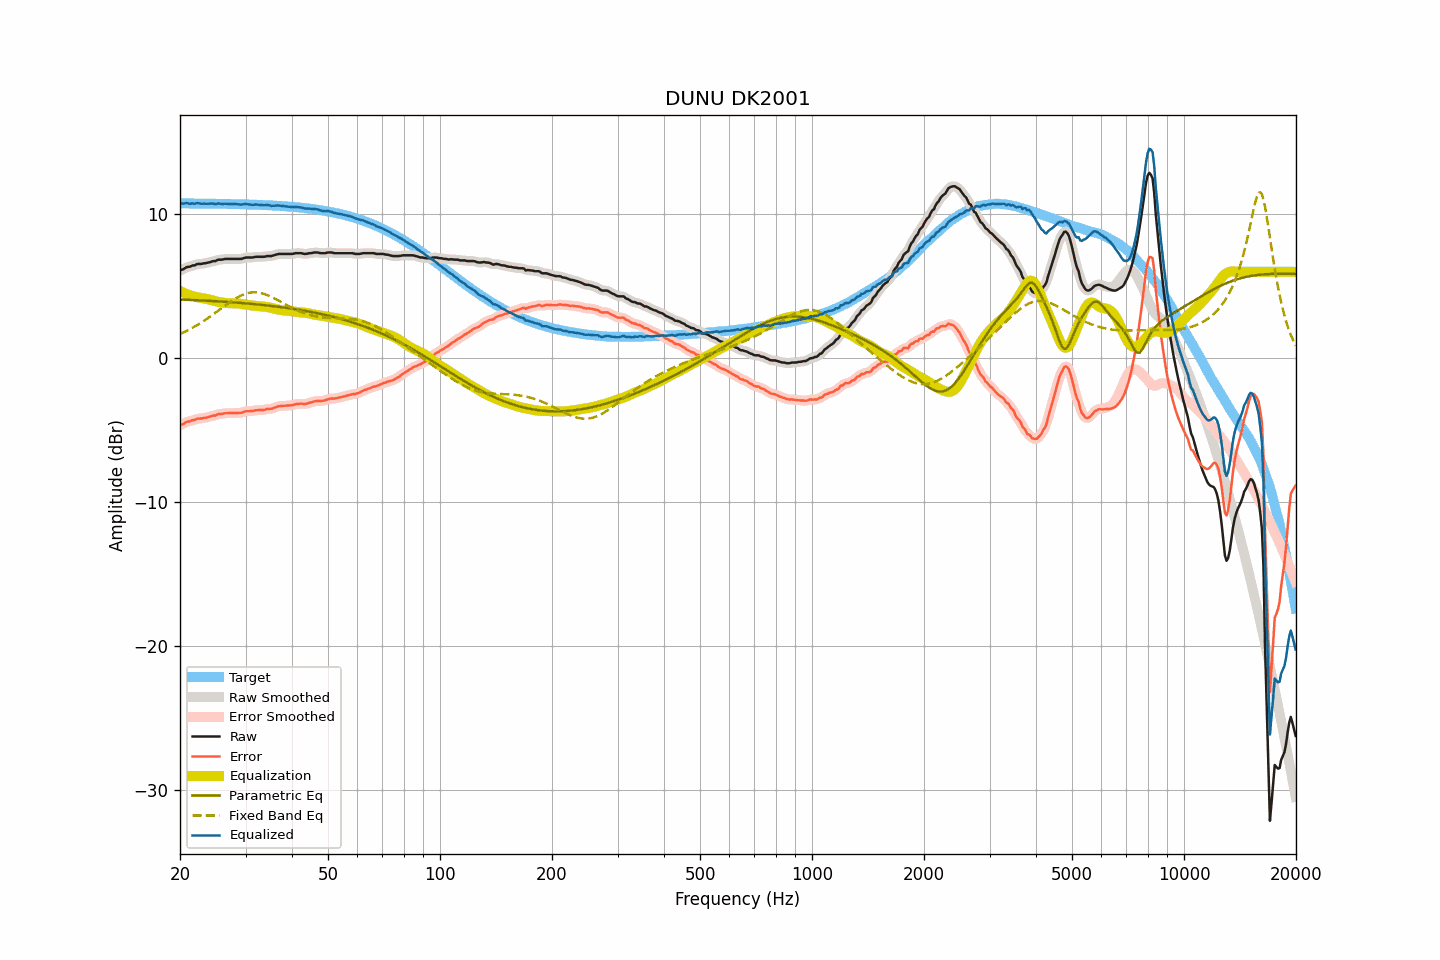 DUNU DK2001
Amplitude (dBr)
10
0
−10
−20
−30
Target
Raw Smoothed
Error Smoothed
Raw
Error
Equalization
Parametric Eq
Fixed Band Eq
Equalized
20 50 100 200 500 1000 2000 5000 10000 20000
Frequency (Hz)